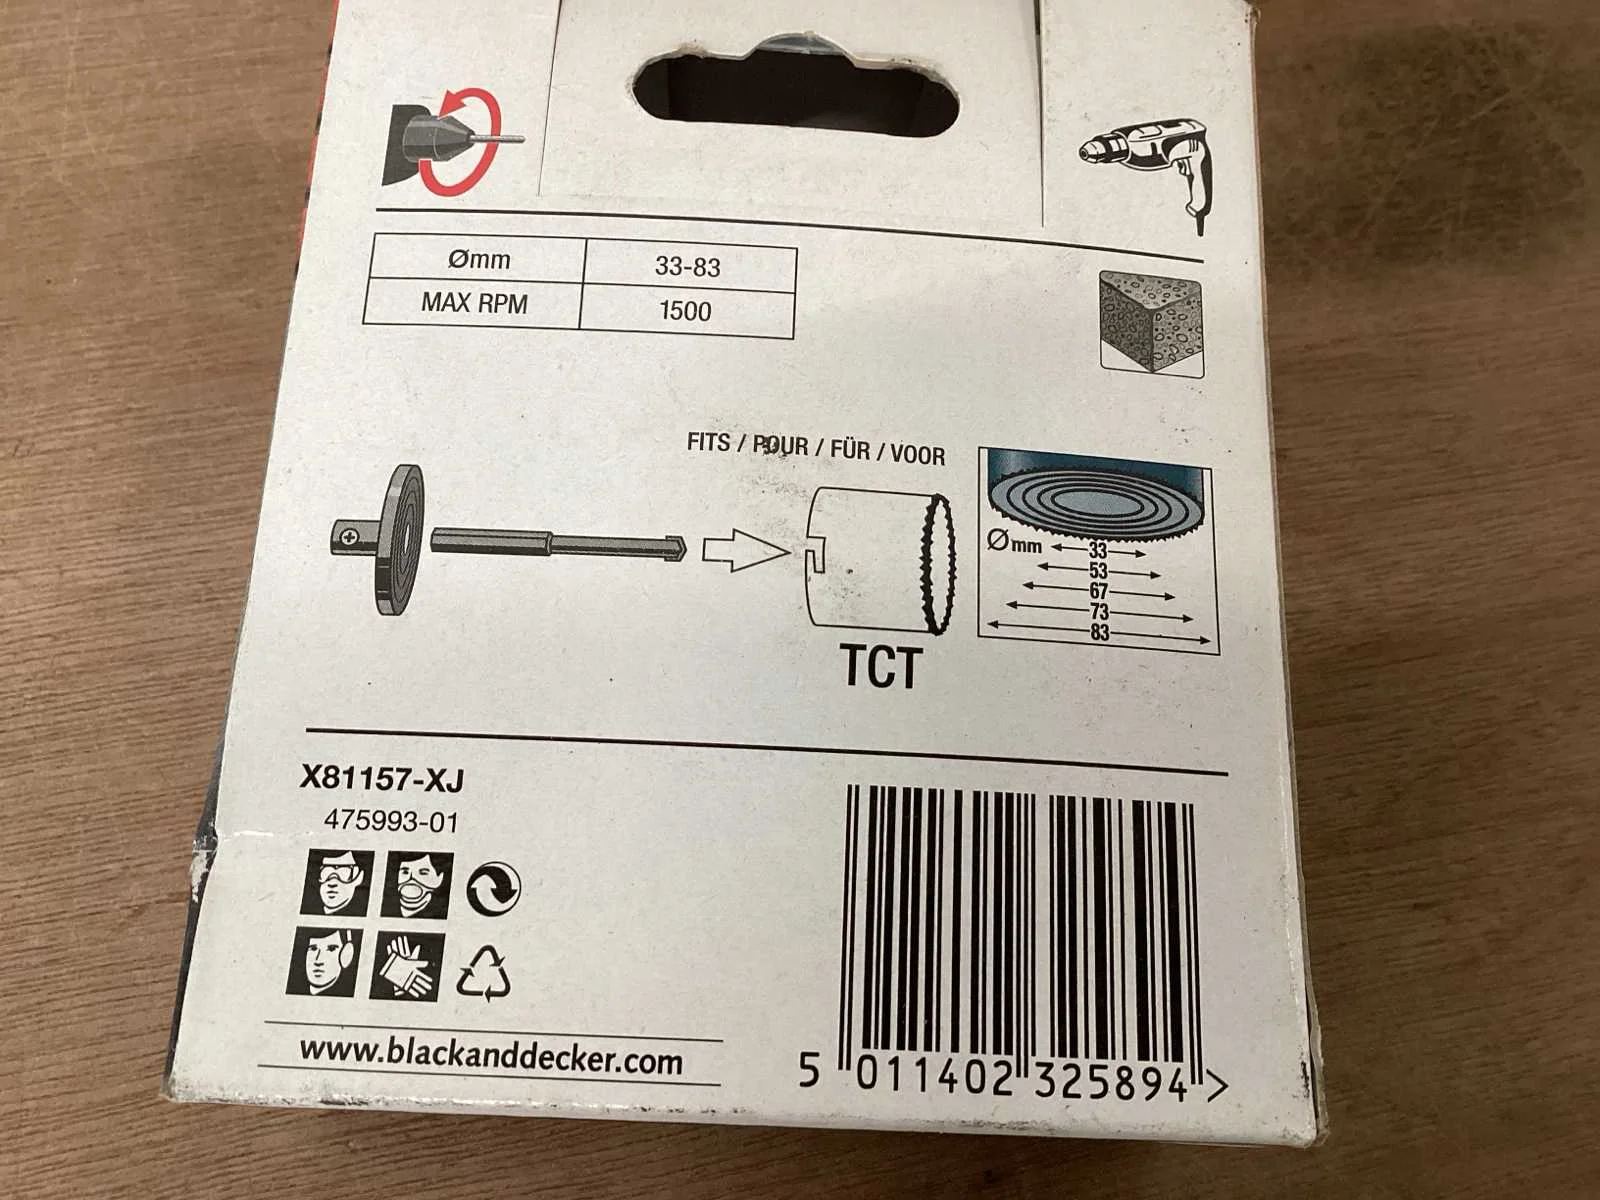 Ømm 33-83
MAX RPM 1500
FITS / POUR / FÜR / VOOR
Ømm 33
53
67
73
83
TCT
X81157-XJ
475993-01
www.blackanddecker.com
5 011402 325894 >